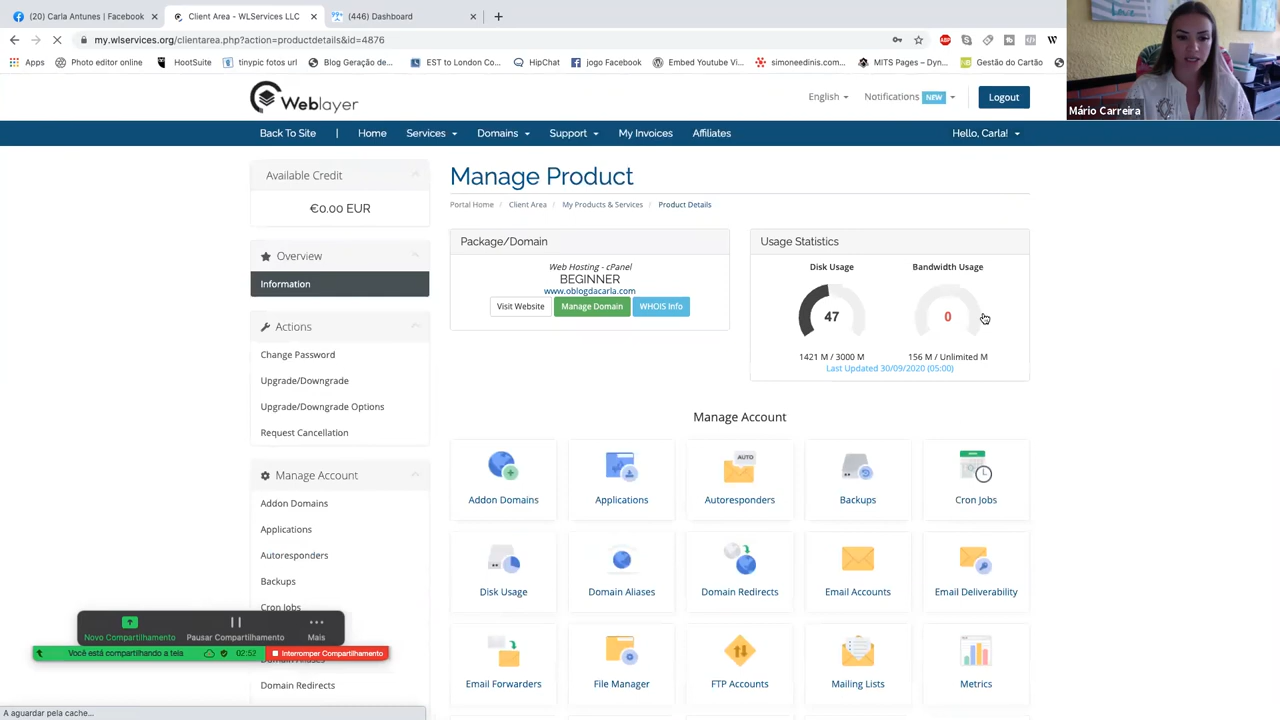 (20) Carla Antunes | Facebook
Client Area - WLServices LLC
(446) Dashboard
my.wlservices.org/clientarea.php?action=productdetails&id=4876
Apps
Photo editor online
HootSuite
tinypic fotos url
Blog Geração de...
EST to London Co...
HipChat
jogo Facebook
Embed Youtube Vi...
simoneedinis.com...
MITS Pages – Dyn...
Gestão do Cartão
Mário Carreira
Weblayer
English
Notifications NEW
Logout
Back To Site | Home Services Domains Support My Invoices Affiliates
Hello, Carla!
Available Credit
€0.00 EUR
Overview
Information
Actions
Change Password
Upgrade/Downgrade
Upgrade/Downgrade Options
Request Cancellation
Manage Account
Addon Domains
Applications
Autoresponders
Backups
Cron Jobs
Domain Redirects
Manage Product
Portal Home / Client Area / My Products & Services / Product Details
Package/Domain
Web Hosting - cPanel
BEGINNER
www.oblogdacarla.com
Visit Website
Manage Domain
WHOIS Info
Usage Statistics
Disk Usage
Bandwidth Usage
47
0
1421 M / 3000 M
156 M / Unlimited M
Last Updated 30/09/2020 (05:00)
Manage Account
Addon Domains
Applications
AUTO
Autoresponders
Backups
Cron Jobs
Disk Usage
Domain Aliases
Domain Redirects
Email Accounts
Email Deliverability
Email Forwarders
File Manager
FTP Accounts
Mailing Lists
Metrics
Novo Compartilhamento
Pausar Compartilhamento
Mais
Você está compartilhando a tela
02:52
Interromper Compartilhamento
A aguardar pela cache...